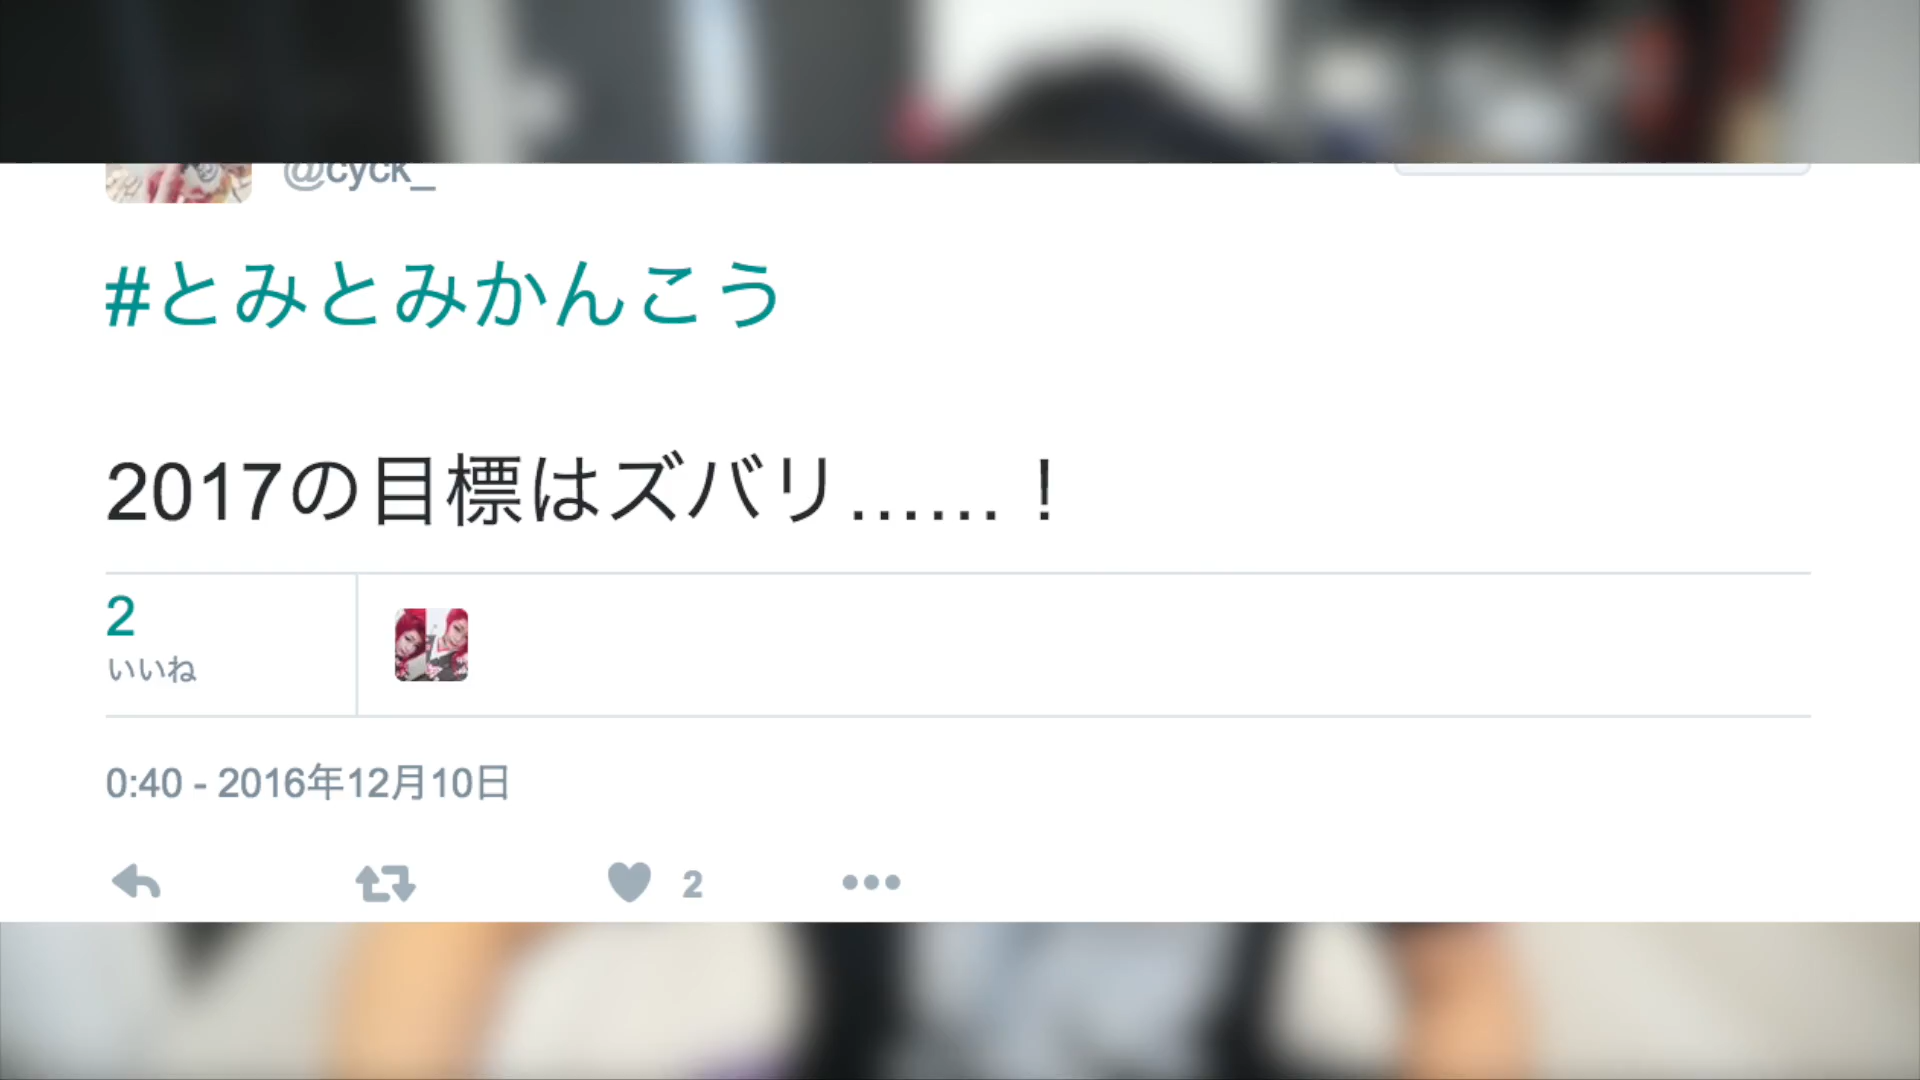 @cyck_
#とみとみかんこう
2017の目標はズバリ......！
2
いいね
0:40 - 2016年12月10日
2